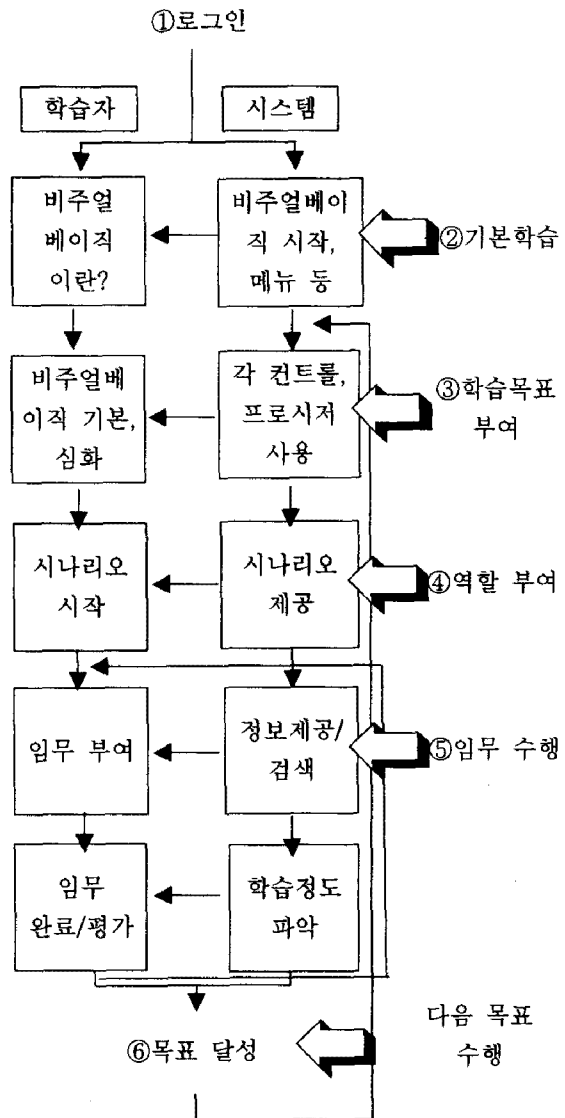 ①로그인
학습자
시스템
비주얼
베이직
이란?
비주얼베이
직 시작,
메뉴 등
②기본학습
비주얼베
이직 기본,
심화
각 컨트롤,
프로시저
사용
③학습목표
부여
시나리오
시작
시나리오
제공
④역할 부여
임무 부여
정보제공/
검색
⑤임무 수행
임무
완료/평가
학습정도
파악
⑥목표 달성
다음 목표
수행